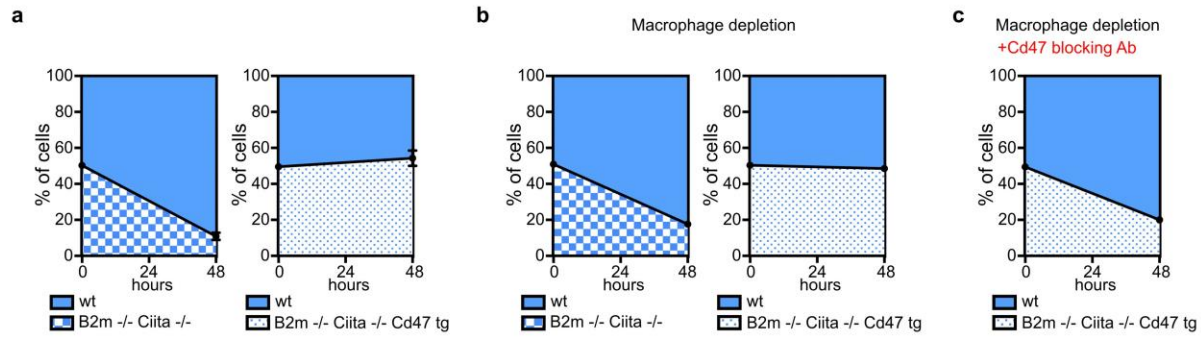 a
100
80
60
40
20
0
% of cells
0 24 48
hours
wt
B2m -/- Ciita -/-
100
80
60
40
20
0
% of cells
0 24 48
hours
wt
B2m -/- Ciita -/- Cd47 tg
b
Macrophage depletion
100
80
60
40
20
0
% of cells
0 24 48
hours
wt
B2m -/- Ciita -/-
100
80
60
40
20
0
% of cells
0 24 48
hours
wt
B2m -/- Ciita -/- Cd47 tg
c
Macrophage depletion
+Cd47 blocking Ab
100
80
60
40
20
0
% of cells
0 24 48
hours
wt
B2m -/- Ciita -/- Cd47 tg